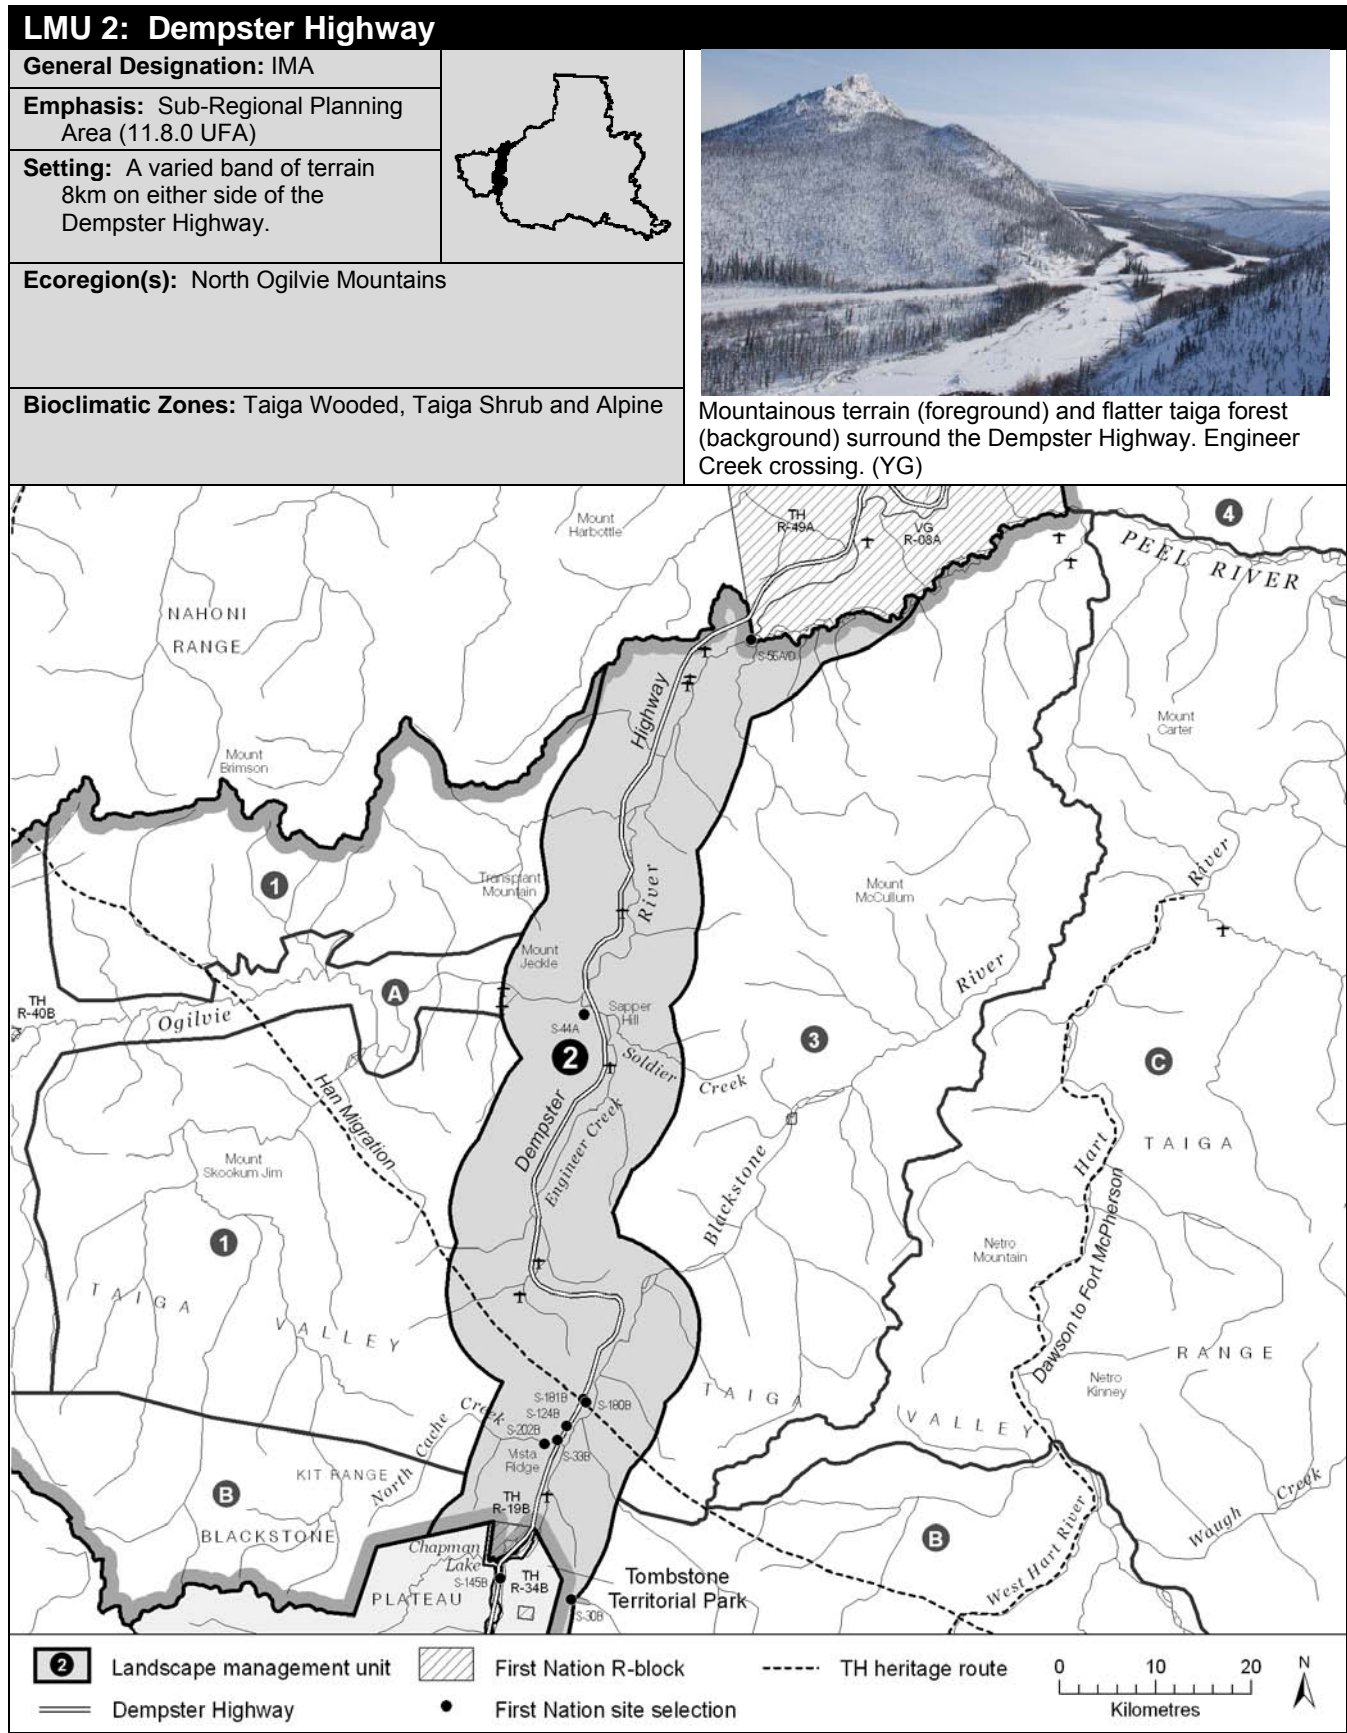 LMU 2: Dempster Highway
General Designation: IMA
Emphasis: Sub-Regional Planning
Area (11.8.0 UFA)
Setting: A varied band of terrain
8km on either side of the
Dempster Highway.
Ecoregion(s): North Ogilvie Mountains
Bioclimatic Zones: Taiga Wooded, Taiga Shrub and Alpine
Mountainous terrain (foreground) and flatter taiga forest
(background) surround the Dempster Highway. Engineer
Creek crossing. (YG)
Mount
Harbottle
TH
R-49A
VG
R-08A
4
PEEL RIVER
NAHONI
RANGE
S-55A/D
Highway
Mount
Carter
Mount
Brimson
River
River
1
Transplant
Mountain
Mount
McCullum
Mount
Jeckle
River
A
TH
R-40B
Ogilvie
Sapper
Hill
S-44A
2
3
C
Soldier
Creek
Han Migration
Dempster
Engineer Creek
Blackstone
Hart
TAIGA
Mount
Skookum Jim
1
Netro
Mountain
Dawson to Fort McPherson
TAIGA
VALLEY
RANGE
Netro
Kinney
TAIGA
VALLEY
S-181B
S-180B
S-124B
S-202B
S-33B
Vista
Ridge
North Cache Creek
KIT RANGE
B
BLACKSTONE
TH
R-19B
B
West Hart River
Waugh Creek
Chapman
Lake
S-145B
TH
R-34B
PLATEAU
Tombstone
Territorial Park
S-30B
2
Landscape management unit
First Nation R-block
TH heritage route
0 10 20
Kilometres
N
Dempster Highway
First Nation site selection